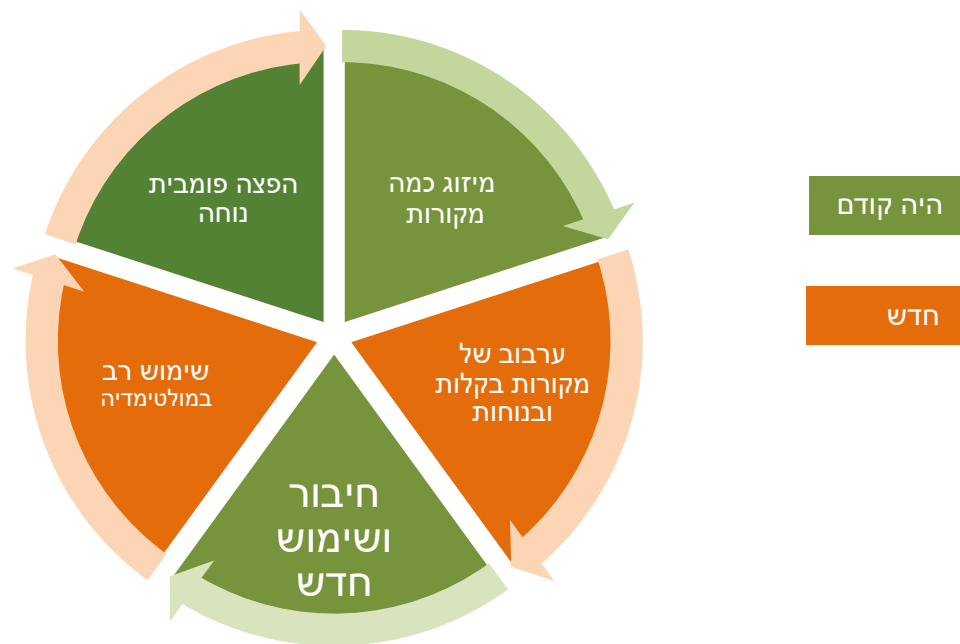 מיזוג כמה
מקורות
ערבוב של
מקורות בקלות
ובנוחות
חיבור
ושימוש
חדש
שימוש רב
במולטימדיה
הפצה פומבית
נוחה
היה קודם
חדש